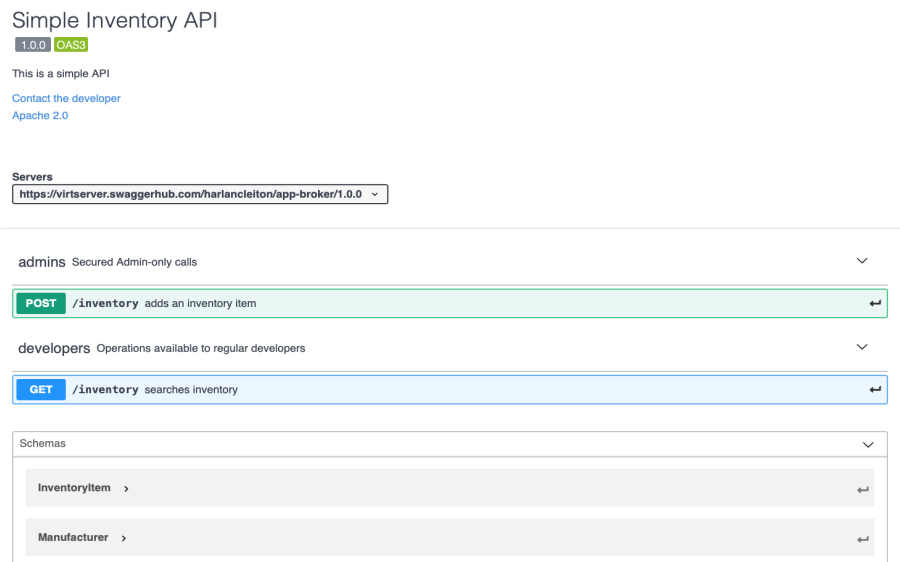 Simple Inventory API
1.0.0 OAS3
This is a simple API
Contact the developer
Apache 2.0
Servers
https://virtserver.swaggerhub.com/harlancleiton/app-broker/1.0.0
admins Secured Admin-only calls
POST /inventory adds an inventory item
developers Operations available to regular developers
GET /inventory searches inventory
Schemas
InventoryItem
Manufacturer